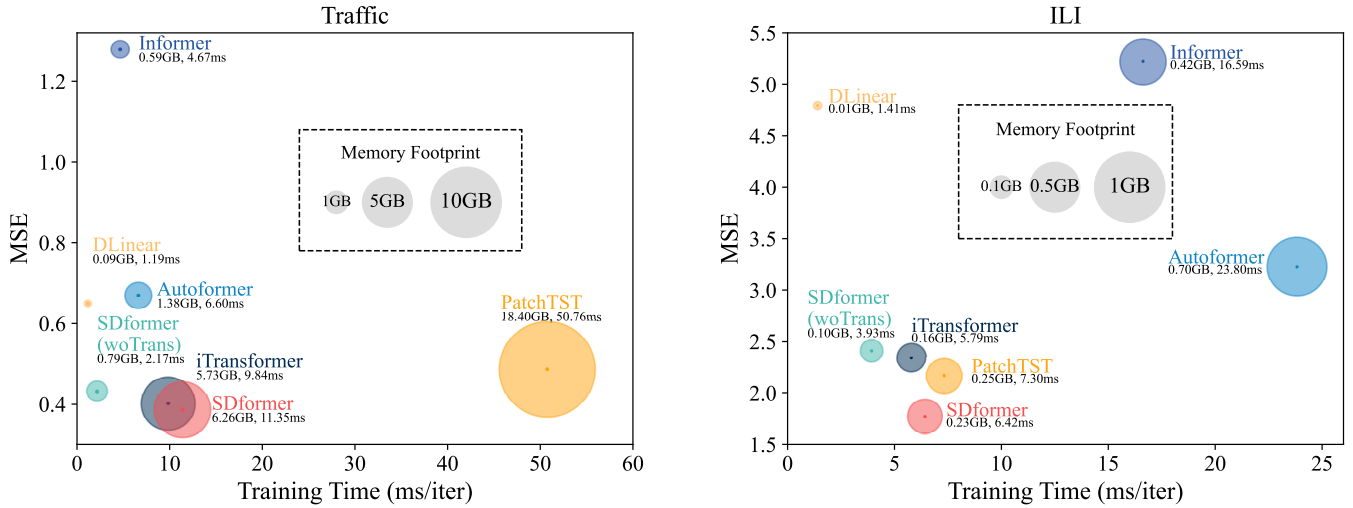 Traffic
MSE
1.2
1.0
0.8
0.6
0.4
Informer
0.59GB, 4.67ms
Memory Footprint
1GB
5GB
10GB
DLinear
0.09GB, 1.19ms
Autoformer
1.38GB, 6.60ms
SDformer
(woTrans)
0.79GB, 2.17ms
iTransformer
5.73GB, 9.84ms
SDformer
6.26GB, 11.35ms
PatchTST
18.40GB, 50.76ms
0
10
20
30
40
50
60
Training Time (ms/iter)
ILI
MSE
5.5
5.0
4.5
4.0
3.5
3.0
2.5
2.0
1.5
Informer
0.42GB, 16.59ms
DLinear
0.01GB, 1.41ms
Memory Footprint
0.1GB
0.5GB
1GB
Autoformer
0.70GB, 23.80ms
SDformer
(woTrans)
0.10GB, 3.93ms
iTransformer
0.16GB, 5.79ms
PatchTST
0.25GB, 7.30ms
SDformer
0.23GB, 6.42ms
0
5
10
15
20
25
Training Time (ms/iter)